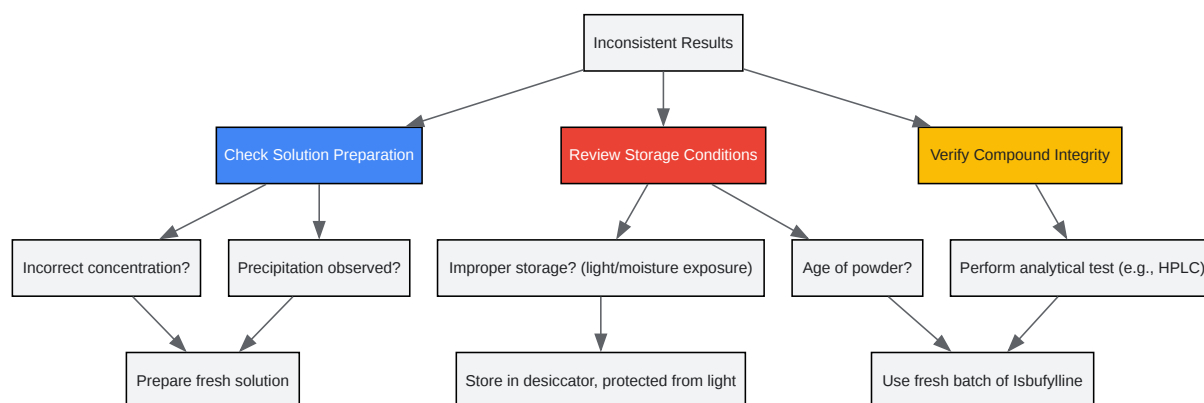 Inconsistent Results
Check Solution Preparation
Review Storage Conditions
Verify Compound Integrity
Incorrect concentration?
Precipitation observed?
Improper storage? (light/moisture exposure)
Age of powder?
Perform analytical test (e.g., HPLC)
Prepare fresh solution
Store in desiccator, protected from light
Use fresh batch of Isbufylline